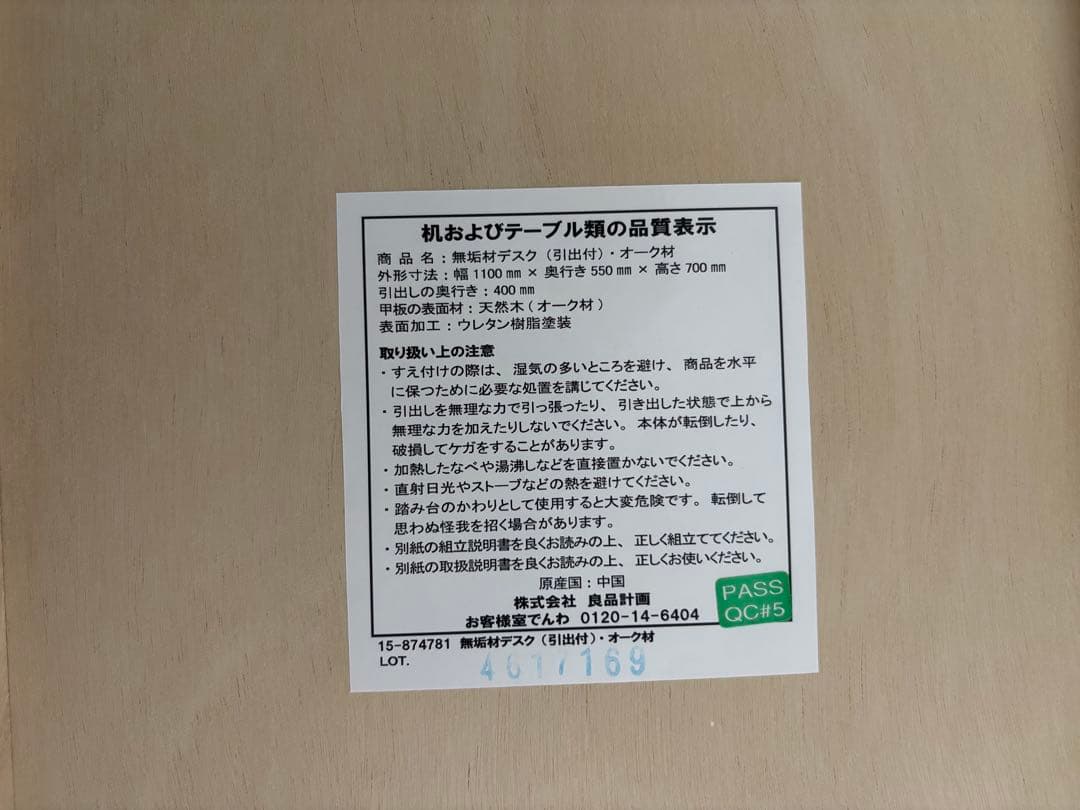 机およびテーブル類の品質表示
商 品 名：無垢材デスク（引出付）・オーク材
外形寸法：幅1100㎜ × 奥行き550㎜ × 高さ700㎜
引出しの奥行き：400㎜
甲板の表面材：天然木(オーク材)
表面加工：ウレタン樹脂塗装
取り扱い上の注意
・すえ付けの際は、湿気の多いところを避け、商品を水平
に保つために必要な処置を講じてください。
・引出しを無理な力で引っ張ったり、引き出した状態で上から
無理な力を加えたりしないでください。本体が転倒したり、
破損してケガをすることがあります。
・加熱したなべや湯沸しなどを直接置かないでください。
・直射日光やストーブなどの熱を避けてください。
・踏み台のかわりとして使用すると大変危険です。転倒して
思わぬ怪我を招く場合があります。
・別紙の組立説明書を良くお読みの上、正しく組立ててください。
・別紙の取扱説明書を良くお読みの上、正しくお使いください。
原産国：中国
株式会社 良品計画
お客様室でんわ 0120-14-6404
PASS
QC#5
15-874781 無垢材デスク（引出付）・オーク材
LOT.
4617169